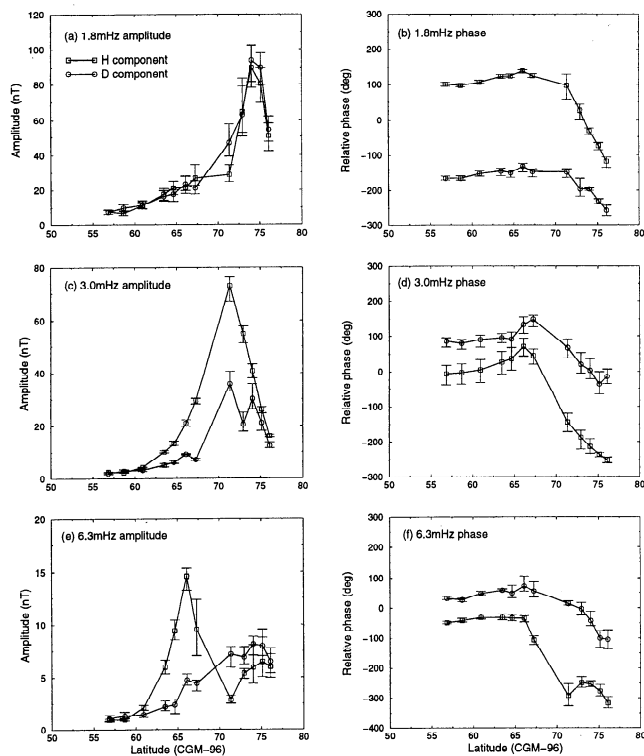 (a) 1.8mHz amplitude
H component
D component
Amplitude (nT)
120
100
80
60
40
20
0
50 55 60 65 70 75 80
(b) 1.8mHz phase
Relative phase (deg)
300
200
100
0
−100
−200
−300
50 55 60 65 70 75 80
(c) 3.0mHz amplitude
Amplitude (nT)
80
60
40
20
0
50 55 60 65 70 75 80
(d) 3.0mHz phase
Relative phase (deg)
300
200
100
0
−100
−200
−300
50 55 60 65 70 75 80
(e) 6.3mHz amplitude
Amplitude (nT)
20
15
10
5
0
50 55 60 65 70 75 80
Latitude (CGM−96)
(f) 6.3mHz phase
Relative phase (deg)
300
200
100
0
−100
−200
−300
−400
50 55 60 65 70 75 80
Latitude (CGM−96)